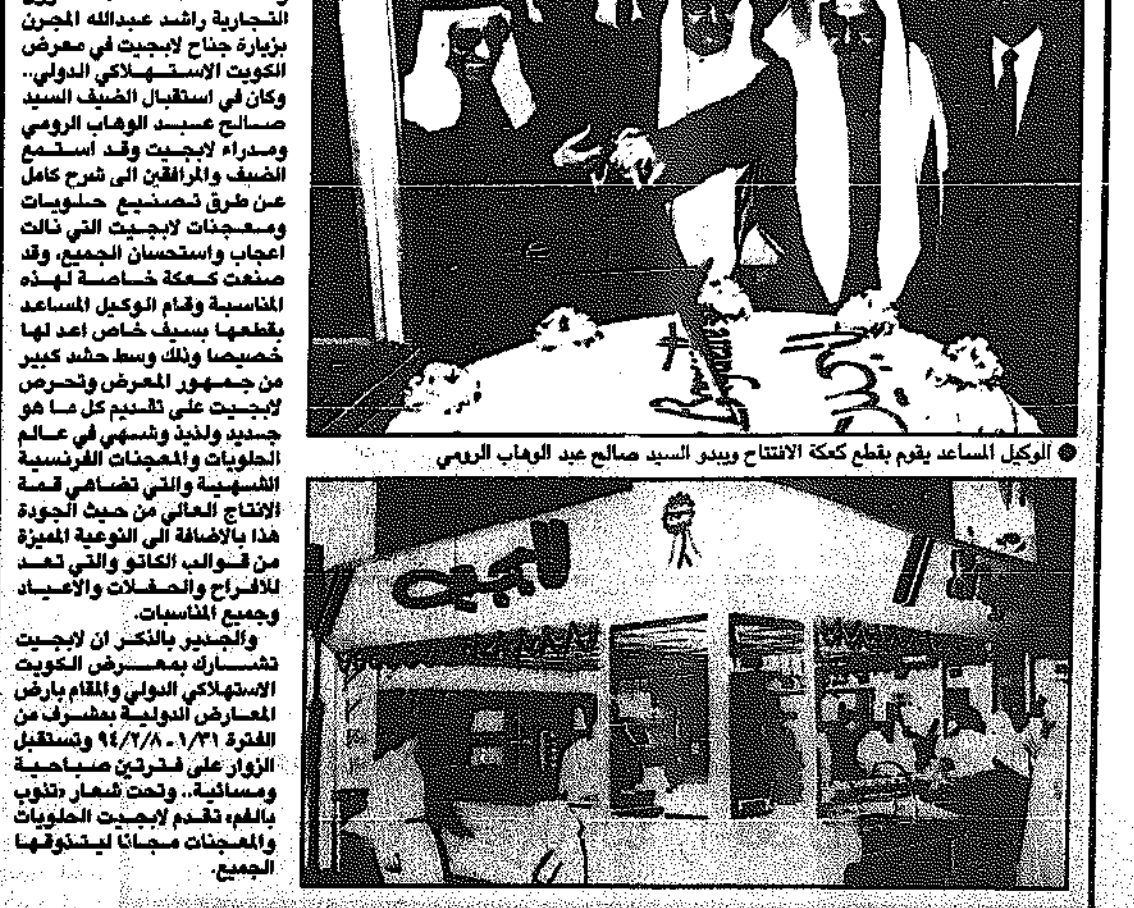 التجارية راشد عبدالله المجرن
بزيارة جناح لابجيت في معرض
الكويت الاستهلاكي الدولي..
وكان في استقبال الضيف السيد
صالح عبد الوهاب الرومي
ومدراء لابجيت وقد استمع
الضيف والمرافقين الى شرح كامل
عن طرق تصنيع حلويات
ومعجنات لابجيت التي نالت
اعجاب واستحسان الجميع، وقد
صنعت كعكة خاصة لهذه
المناسبة وقام الوكيل المساعد
بقطعها بسيف خاص اعد لها
خصيصا وذلك وسط حشد كبير
من جمهور المعرض وتحرص
لابجيت على تقديم كل ما هو
جديد ولذيذ وشهي في عالم
الحلويات والمعجنات الفرنسية
الشهية والتي تضاهي قمة
الانتاج العالي من حيث الجودة
هذا بالاضافة الى النوعية المميزة
من قوالب الكاتو والتي تعد
للافراح والحفلات والاعياد
وجميع المناسبات.
والجدير بالذكر ان لابجيت
تشارك بمعرض الكويت
الاستهلاكي الدولي والمقام بارض
المعارض الدولية بمشرف من
الفترة ١/٣١ ـ ٩٤/٢/٨ وتستقبل
الزوار على فترتين صباحية
ومسائية.. وتحت شعار «تذوب
بالفم» تقدم لابجيت الحلويات
والمعجنات مجانا ليتذوقها
الجميع.
الوكيل المساعد يقوم بقطع كعكة الافتتاح ويبدو السيد صالح عبد الوهاب الرومي
لابجيت